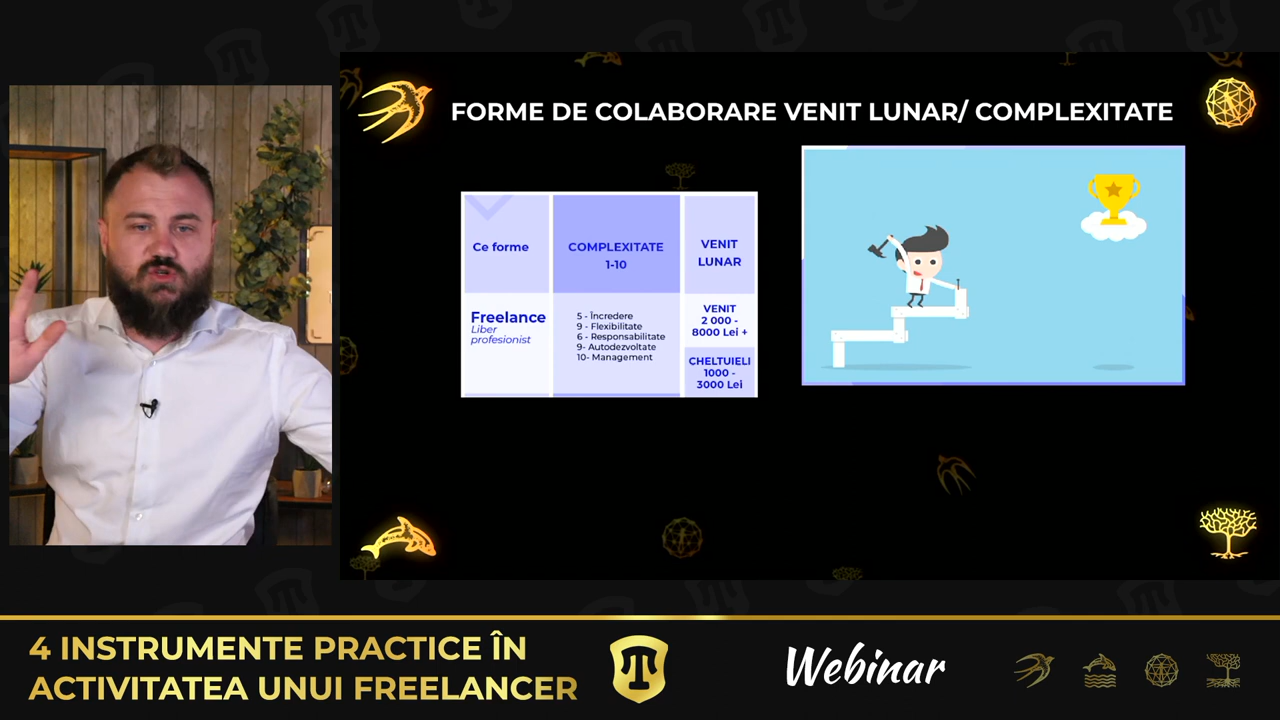 FORME DE COLABORARE VENIT LUNAR/ COMPLEXITATE
Ce forme
COMPLEXITATE
1-10
VENIT
LUNAR
Freelance
Liber
profesionist
5 - Încredere
9 - Flexibilitate
6 - Responsabilitate
9- Autodezvoltate
10- Management
VENIT
2 000 -
8000 Lei +
CHELTUIELI
1000 -
3000 Lei
4 INSTRUMENTE PRACTICE ÎN
ACTIVITATEA UNUI FREELANCER
Webinar